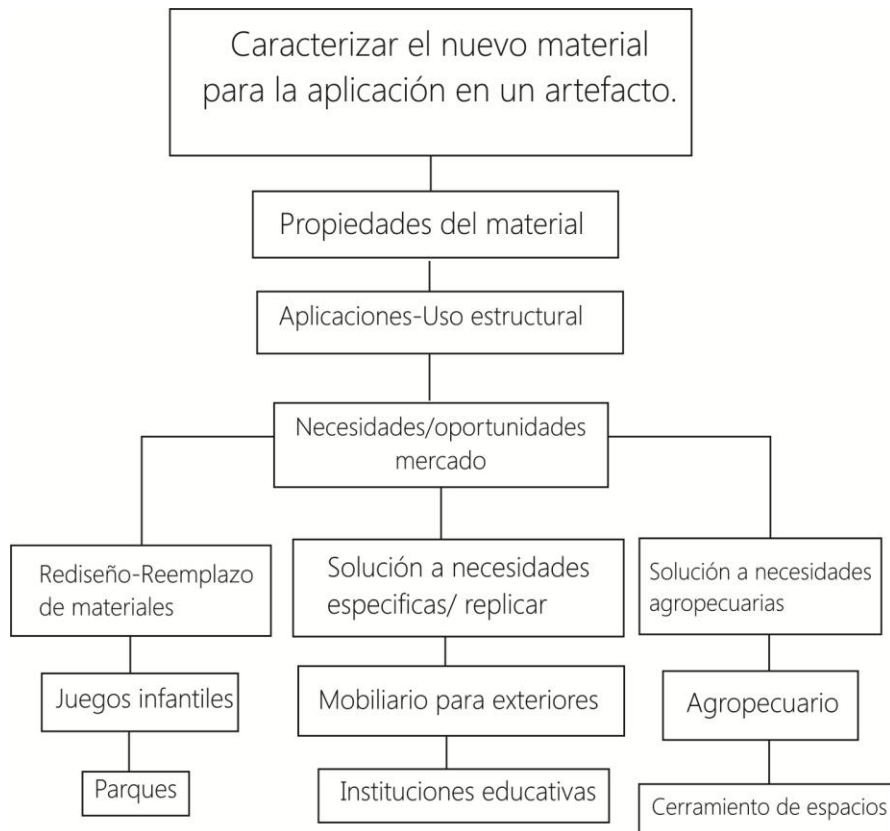 Caracterizar el nuevo material
para la aplicación en un artefacto.
Propiedades del material
Aplicaciones-Uso estructural
Necesidades/oportunidades
mercado
Rediseño-Reemplazo
de materiales
Solución a necesidades
especificas/ replicar
Solución a necesidades
agropecuarias
Juegos infantiles
Mobiliario para exteriores
Agropecuario
Parques
Instituciones educativas
Cerramiento de espacios